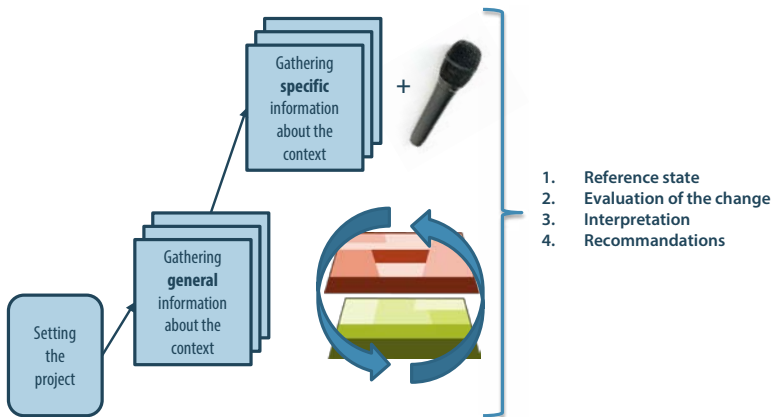 Setting
the
project
Gathering
general
information
about the
context
Gathering
specific
information
about the
context
+
1. Reference state
2. Evaluation of the change
3. Interpretation
4. Recommandations